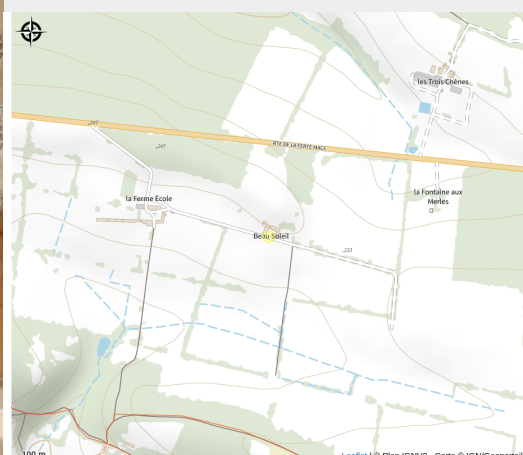 les Trois Chênes
247
247
RTE DE LA FERTE MACE
la Fontaine aux
Merles
la Ferme École
Beau Soleil
233
100 m
Leaflet | © Plan IGNV2 - Carte © IGN/Geoportail